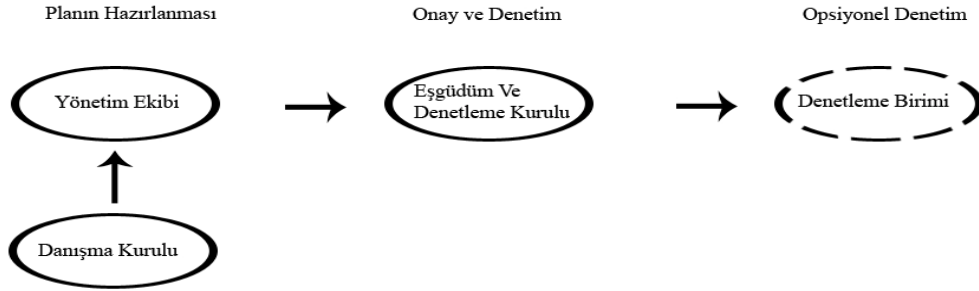 Planın Hazırlanması
Onay ve Denetim
Opsiyonel Denetim
Yönetim Ekibi
Eşgüdüm Ve
Denetleme Kurulu
Denetleme Birimi
Danışma Kurulu